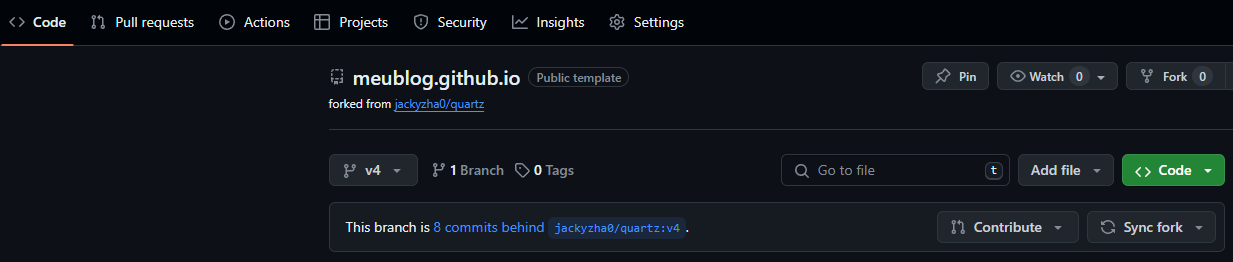 Code Pull requests Actions Projects Security Insights Settings
meublog.github.io Public template Pin Watch 0 Fork 0
forked from jackyzha0/quartz
v4 1 Branch 0 Tags Go to file t Add file Code
This branch is 8 commits behind jackyzha0/quartz:v4. Contribute Sync fork